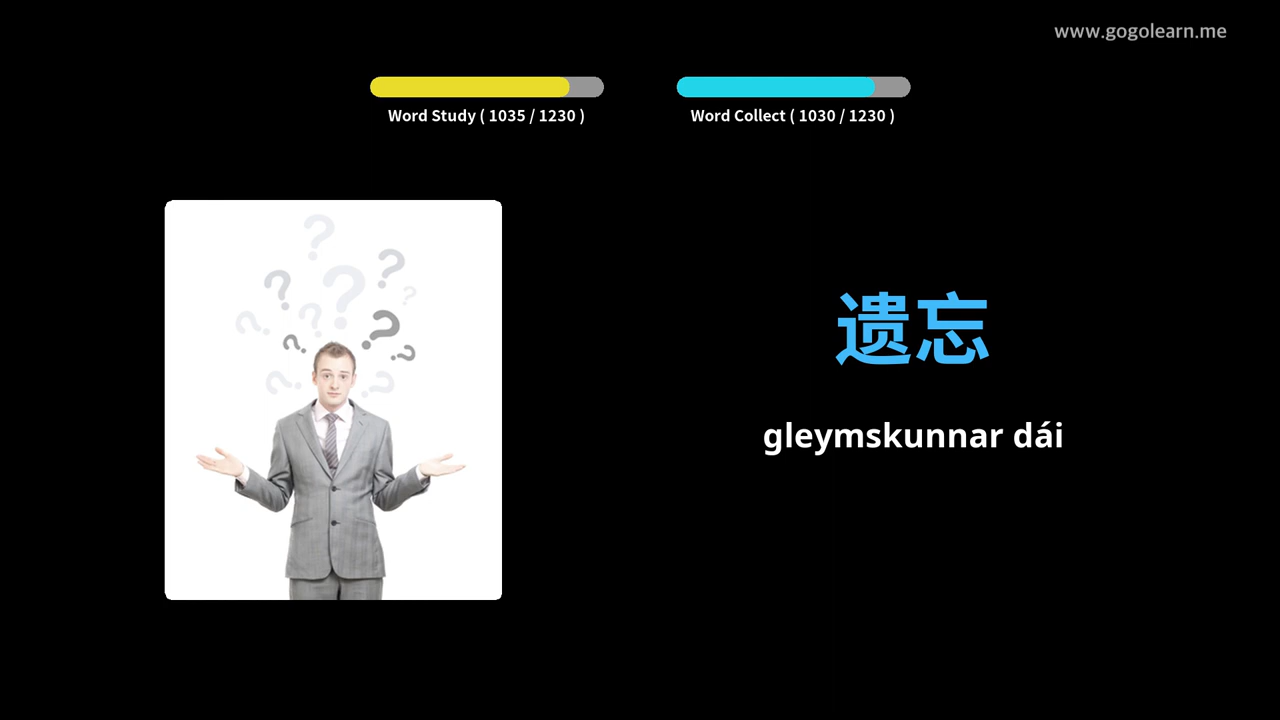 www.gogolearn.me
Word Study ( 1035 / 1230 )
Word Collect ( 1030 / 1230 )
遗忘
gleymskunnar dái